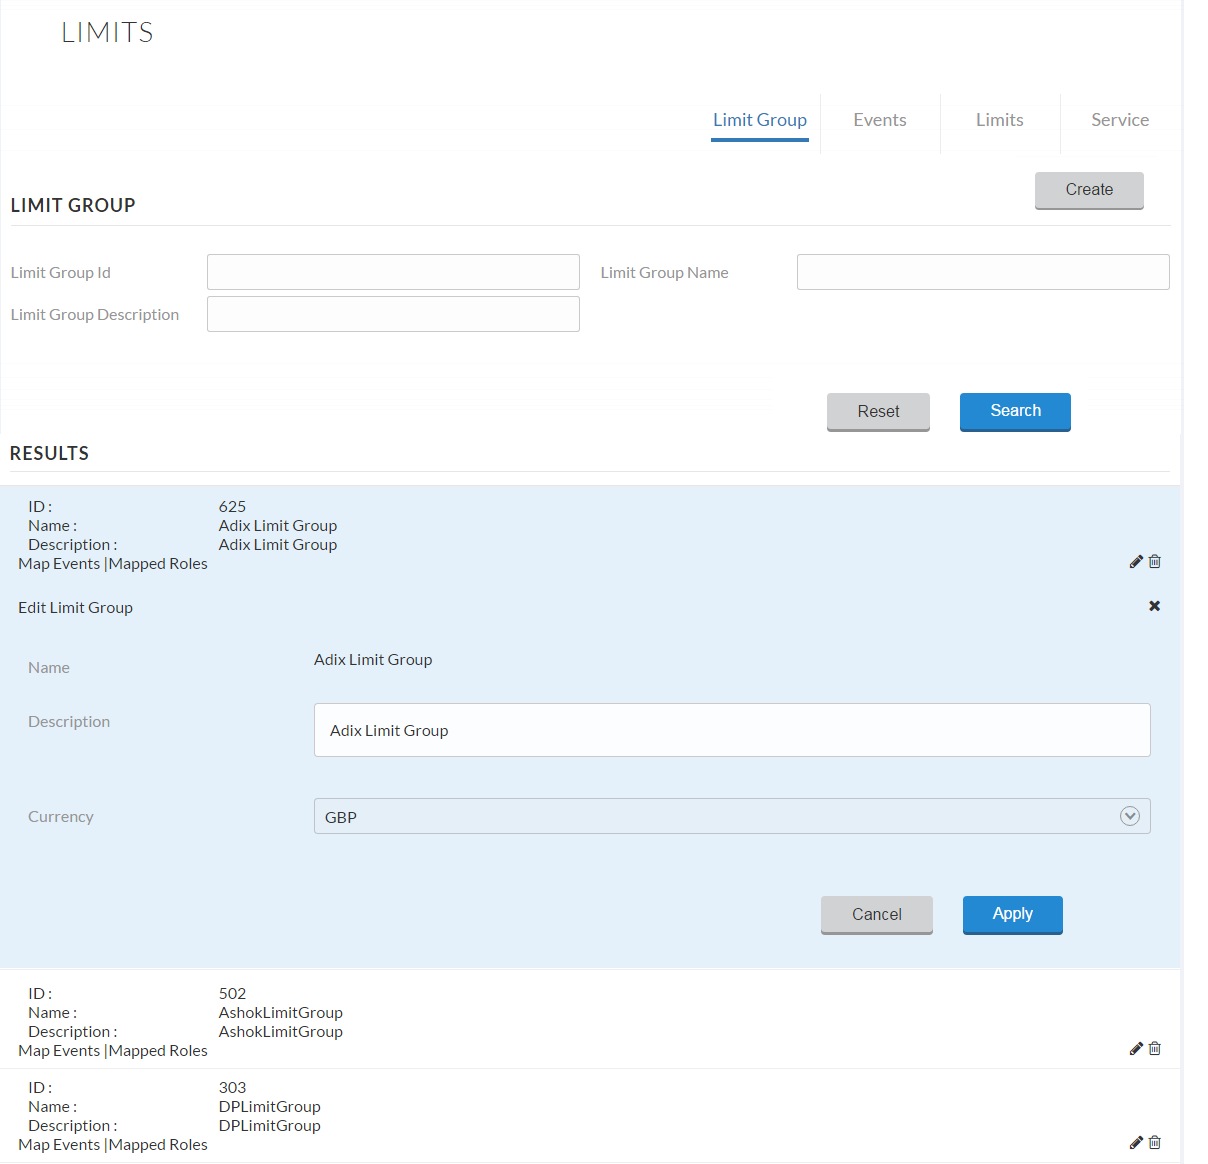 LIMITS
Limit Group Events Limits Service
LIMIT GROUP Create
Limit Group Id Limit Group Name
Limit Group Description
Reset Search
RESULTS
ID : 625
Name : Adix Limit Group
Description : Adix Limit Group
Map Events |Mapped Roles
Edit Limit Group
Name Adix Limit Group
Description Adix Limit Group
Currency GBP
Cancel Apply
ID : 502
Name : AshokLimitGroup
Description : AshokLimitGroup
Map Events |Mapped Roles
ID : 303
Name : DPLimitGroup
Description : DPLimitGroup
Map Events |Mapped Roles